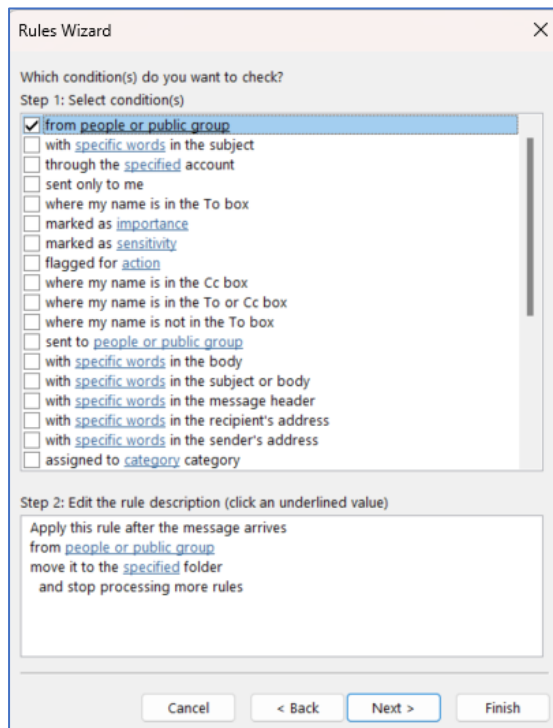 Rules Wizard
Which condition(s) do you want to check?
Step 1: Select condition(s)
from people or public group
with specific words in the subject
through the specified account
sent only to me
where my name is in the To box
marked as importance
marked as sensitivity
flagged for action
where my name is in the Cc box
where my name is in the To or Cc box
where my name is not in the To box
sent to people or public group
with specific words in the body
with specific words in the subject or body
with specific words in the message header
with specific words in the recipient's address
with specific words in the sender's address
assigned to category category
Step 2: Edit the rule description (click an underlined value)
Apply this rule after the message arrives
from people or public group
move it to the specified folder
and stop processing more rules
Cancel < Back Next > Finish